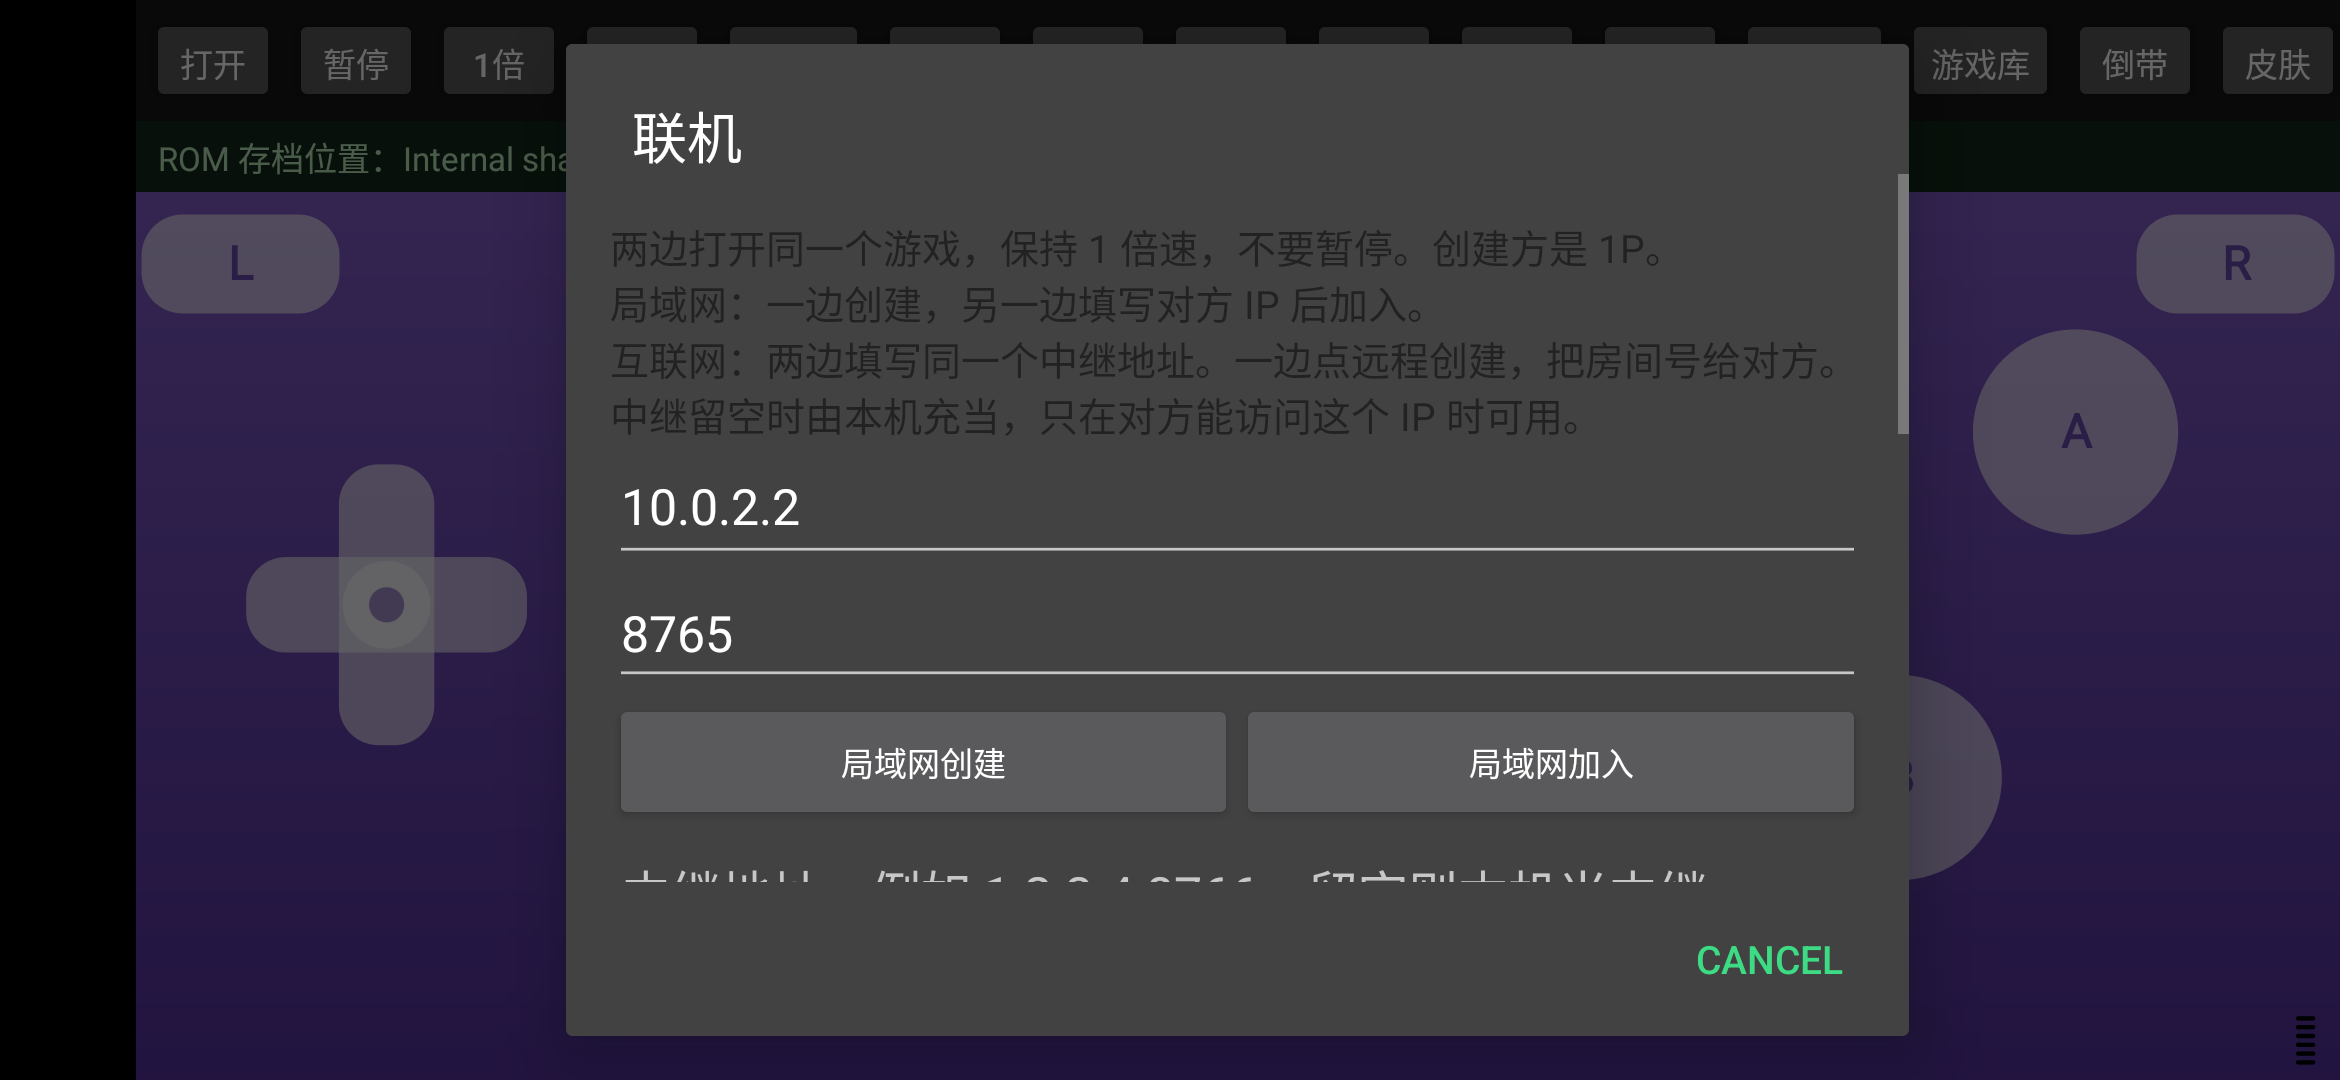 打开
暂停
1倍
游戏库
倒带
皮肤
ROM 存档位置：Internal sha
L
R
A
联机
两边打开同一个游戏，保持 1 倍速，不要暂停。创建方是 1P。
局域网：一边创建，另一边填写对方 IP 后加入。
互联网：两边填写同一个中继地址。一边点远程创建，把房间号给对方。
中继留空时由本机充当，只在对方能访问这个 IP 时可用。
10.0.2.2
8765
局域网创建
局域网加入
CANCEL